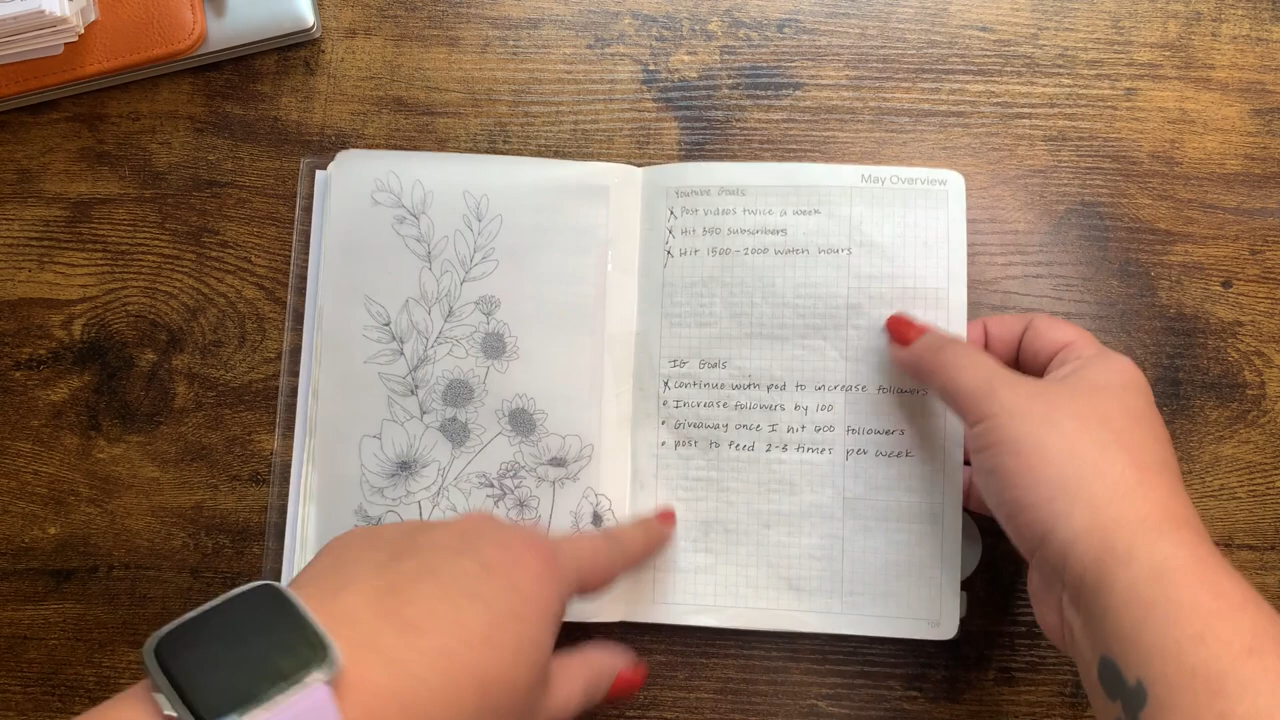 May Overview
Youtube Goals
X Post videos twice a week
X Hit 350 subscribers
X Hit 1500-2000 watch hours
IG Goals
X continue with pod to increase followers
• Increase followers by 100
• Giveaway once I hit followers
• post to feed 2-3 times per week